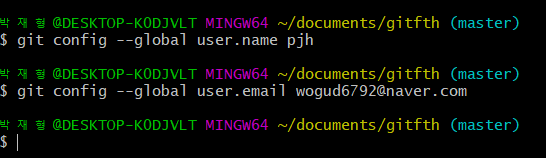 박재형@DESKTOP-KODJVLT MINGW64 ~/documents/gitfth (master)
$ git config --global user.name pjh
박재형@DESKTOP-KODJVLT MINGW64 ~/documents/gitfth (master)
$ git config --global user.email wogud6792@naver.com
박재형@DESKTOP-KODJVLT MINGW64 ~/documents/gitfth (master)
$